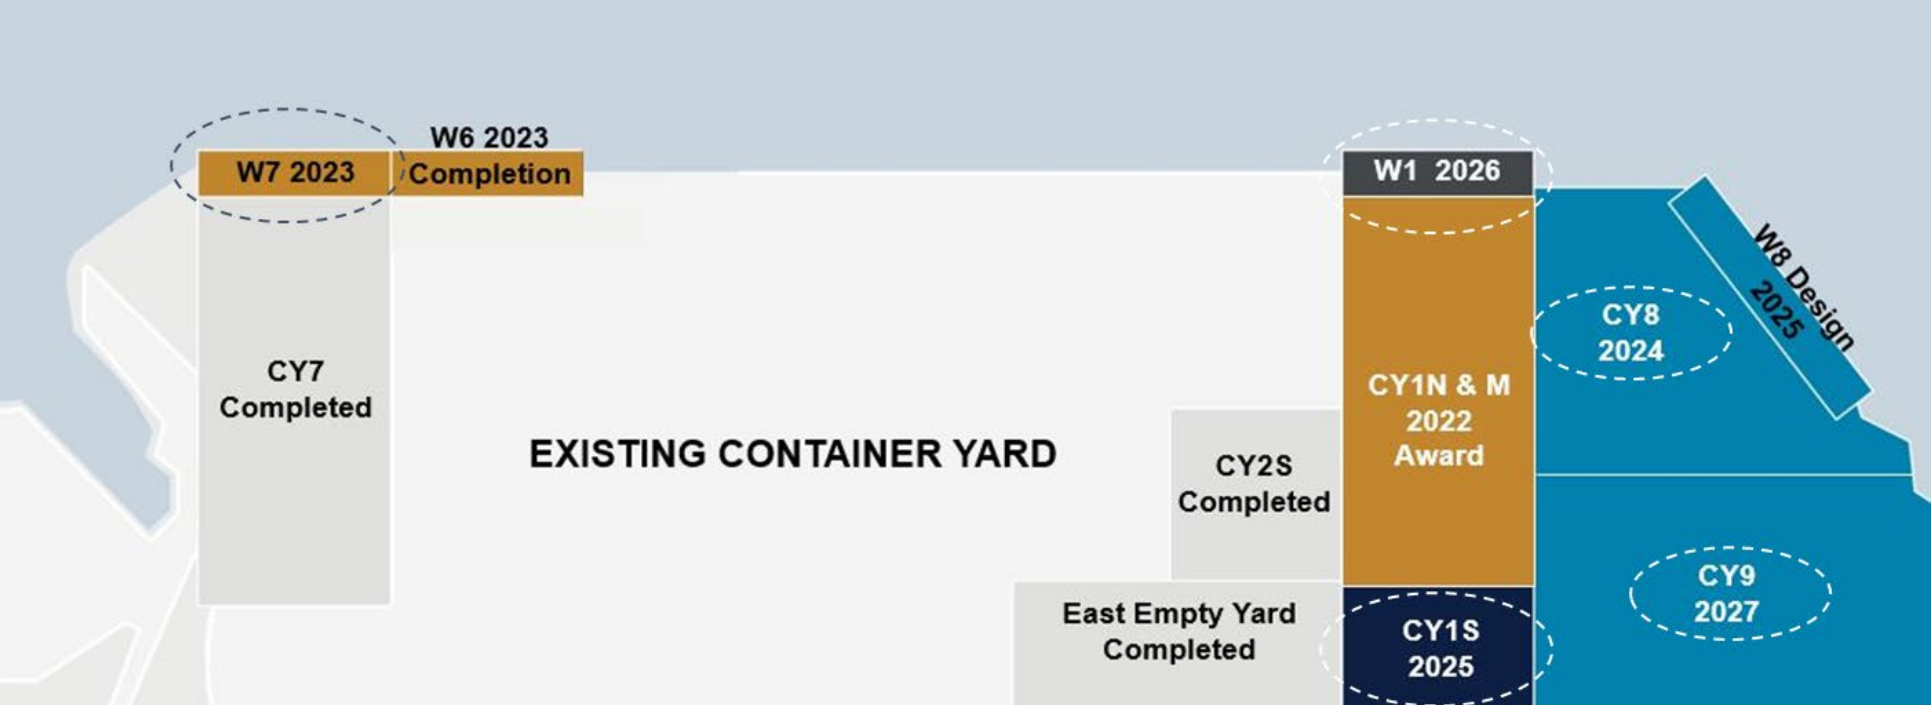 W6 2023
Completion
W7 2023
W1  2026
W8 Design
2025
CY8
2024
CY7
Completed
CY1N & M
2022
Award
EXISTING CONTAINER YARD
CY2S
Completed
CY9
2027
East Empty Yard
Completed
CY1S
2025